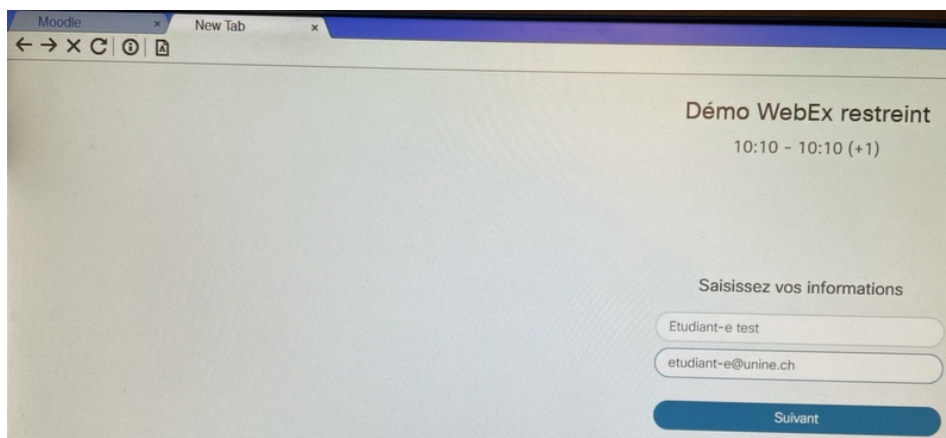 Moodle
New Tab
Démo WebEx restreint
10:10 - 10:10 (+1)
Saisissez vos informations
Etudiant-e test
etudiant-e@unine.ch
Suivant